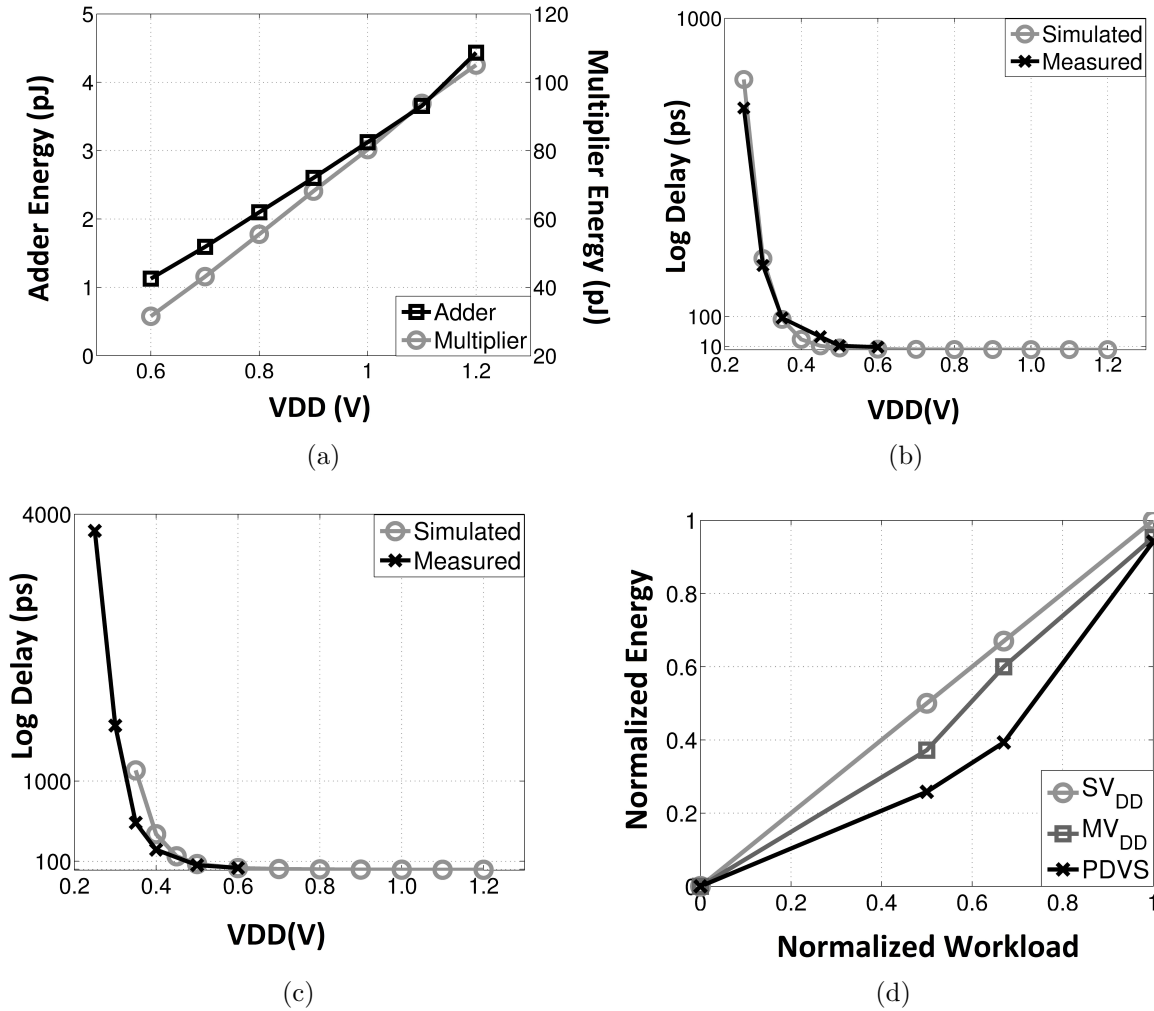 5
4
3
2
1
0
120
100
80
60
40
20
0.6
0.8
1
1.2
Adder Energy (pJ)
Multiplier Energy (pJ)
Adder
Multiplier
VDD (V)
(a)
1000
100
10
0.2
0.4
0.6
0.8
1.0
1.2
Log Delay (ps)
Simulated
Measured
VDD(V)
(b)
4000
1000
100
0.2
0.4
0.6
0.8
1.0
1.2
Log Delay (ps)
Simulated
Measured
VDD(V)
(c)
1
0.8
0.6
0.4
0.2
0
0
0.2
0.4
0.6
0.8
1
Normalized Energy
SVDD
MVDD
PDVS
Normalized Workload
(d)